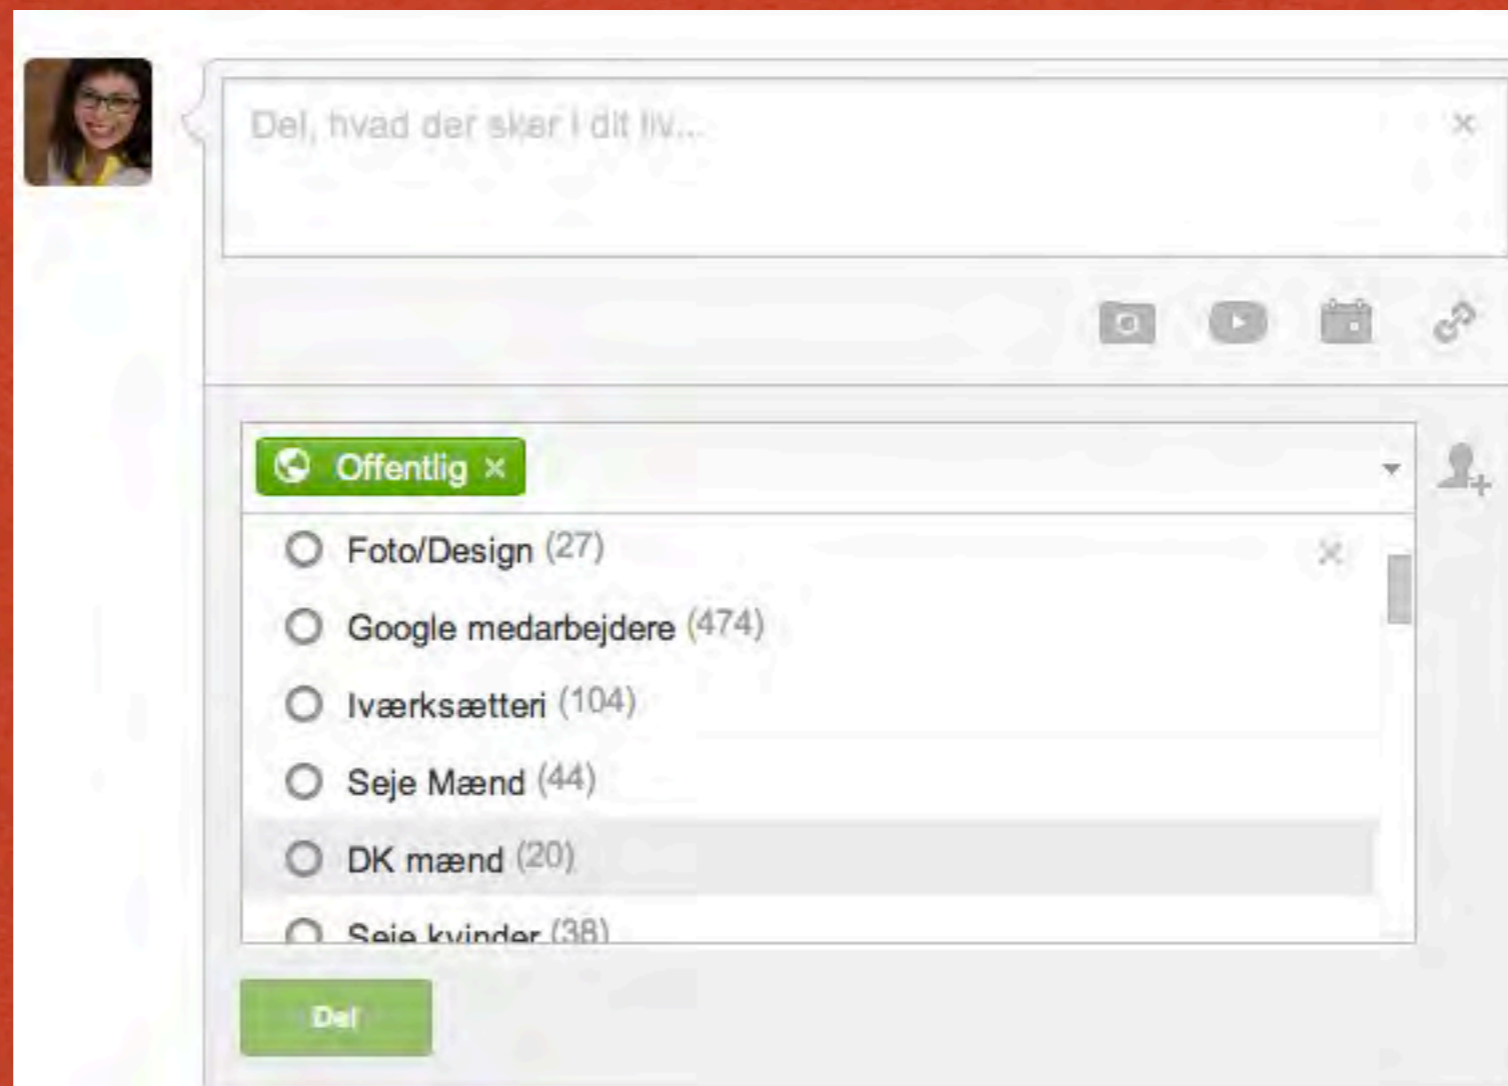 Del, hvad der sker i dit liv...
Offentlig
Foto/Design (27)
Google medarbejdere (474)
Iværksætteri (104)
Seje Mænd (44)
DK mænd (20)
Seje kvinder (38)
Del